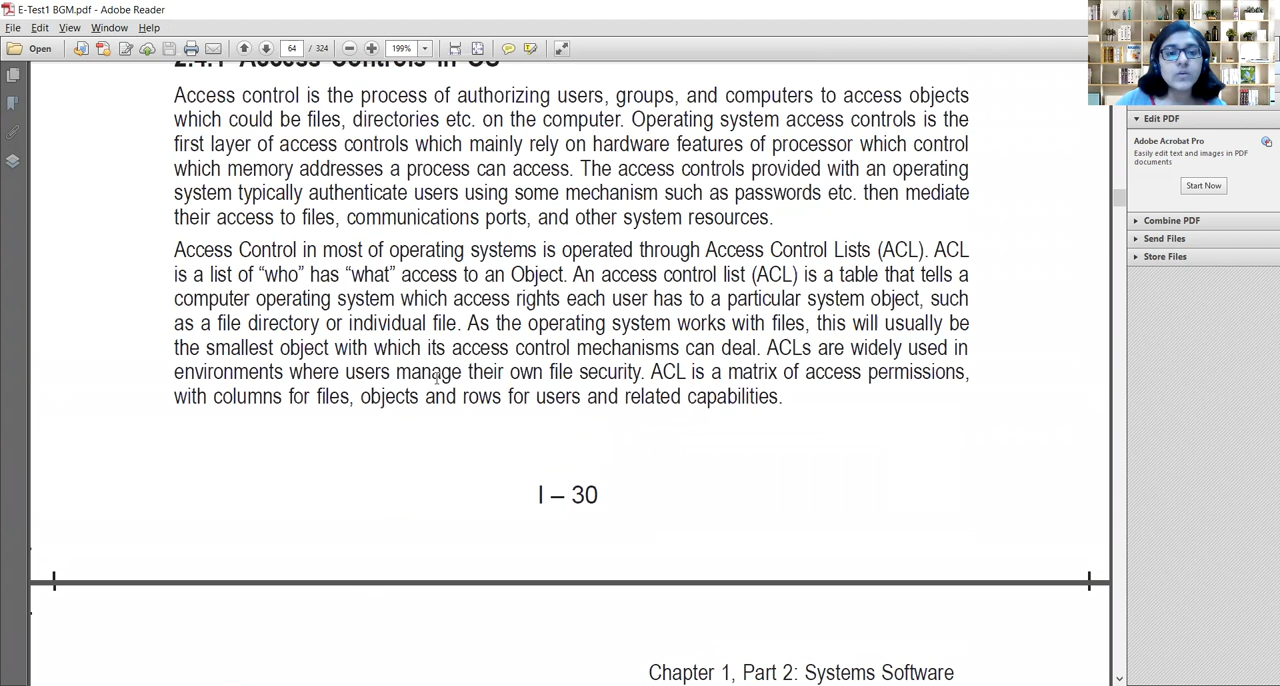 E-Test1 BGM.pdf - Adobe Reader
File Edit View Window Help
Open 64 / 324 199%
2.4.1 Access Controls in OS
Access control is the process of authorizing users, groups, and computers to access objects
which could be files, directories etc. on the computer. Operating system access controls is the
first layer of access controls which mainly rely on hardware features of processor which control
which memory addresses a process can access. The access controls provided with an operating
system typically authenticate users using some mechanism such as passwords etc. then mediate
their access to files, communications ports, and other system resources.
Access Control in most of operating systems is operated through Access Control Lists (ACL). ACL
is a list of “who” has “what” access to an Object. An access control list (ACL) is a table that tells a
computer operating system which access rights each user has to a particular system object, such
as a file directory or individual file. As the operating system works with files, this will usually be
the smallest object with which its access control mechanisms can deal. ACLs are widely used in
environments where users manage their own file security. ACL is a matrix of access permissions,
with columns for files, objects and rows for users and related capabilities.
I – 30
Chapter 1, Part 2: Systems Software
Edit PDF
Adobe Acrobat Pro
Easily edit text and images in PDF
documents
Start Now
Combine PDF
Send Files
Store Files